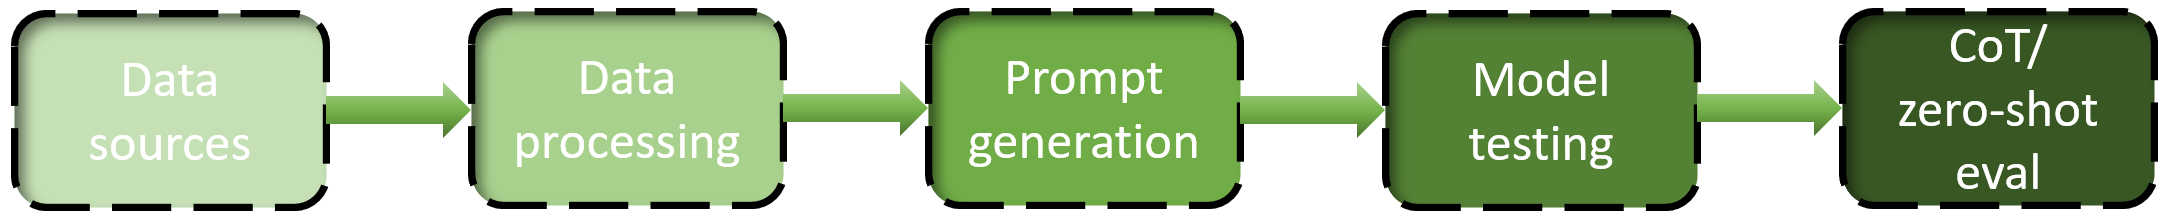 Data
sources
Data
processing
Prompt
generation
Model
testing
CoT/
zero-shot
eval